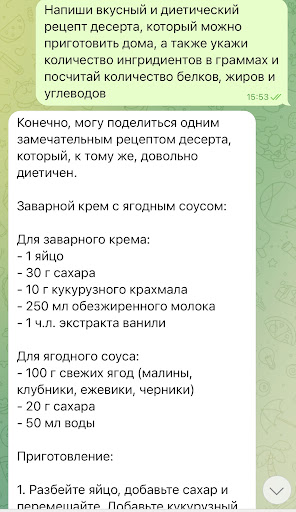 Напиши вкусный и диетический
рецепт десерта, который можно
приготовить дома, а также укажи
количество ингридиентов в граммах и
посчитай количество белков, жиров и
углеводов
15:53
Конечно, могу поделиться одним
замечательным рецептом десерта,
который, к тому же, довольно
диетичен.
Заварной крем с ягодным соусом:
Для заварного крема:
- 1 яйцо
- 30 г сахара
- 10 г кукурузного крахмала
- 250 мл обезжиренного молока
- 1 ч.л. экстракта ванили
Для ягодного соуса:
- 100 г свежих ягод (малины,
клубники, ежевики, черники)
- 20 г сахара
- 50 мл воды
Приготовление:
1. Разбейте яйцо, добавьте сахар и
перемешайте. Добавьте кукурузный